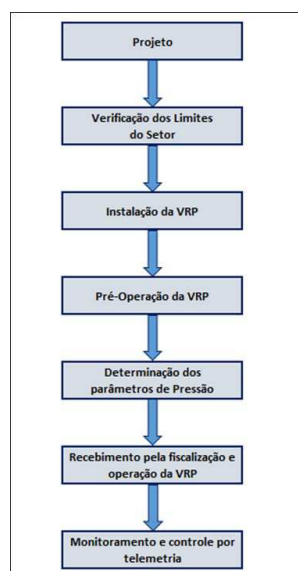 Projeto
Verificação dos Limites
do Setor
Instalação da VRP
Pré-Operação da VRP
Determinação dos
parâmetros de Pressão
Recebimento pela fiscalização e
operação da VRP
Monitoramento e controle por
telemetria